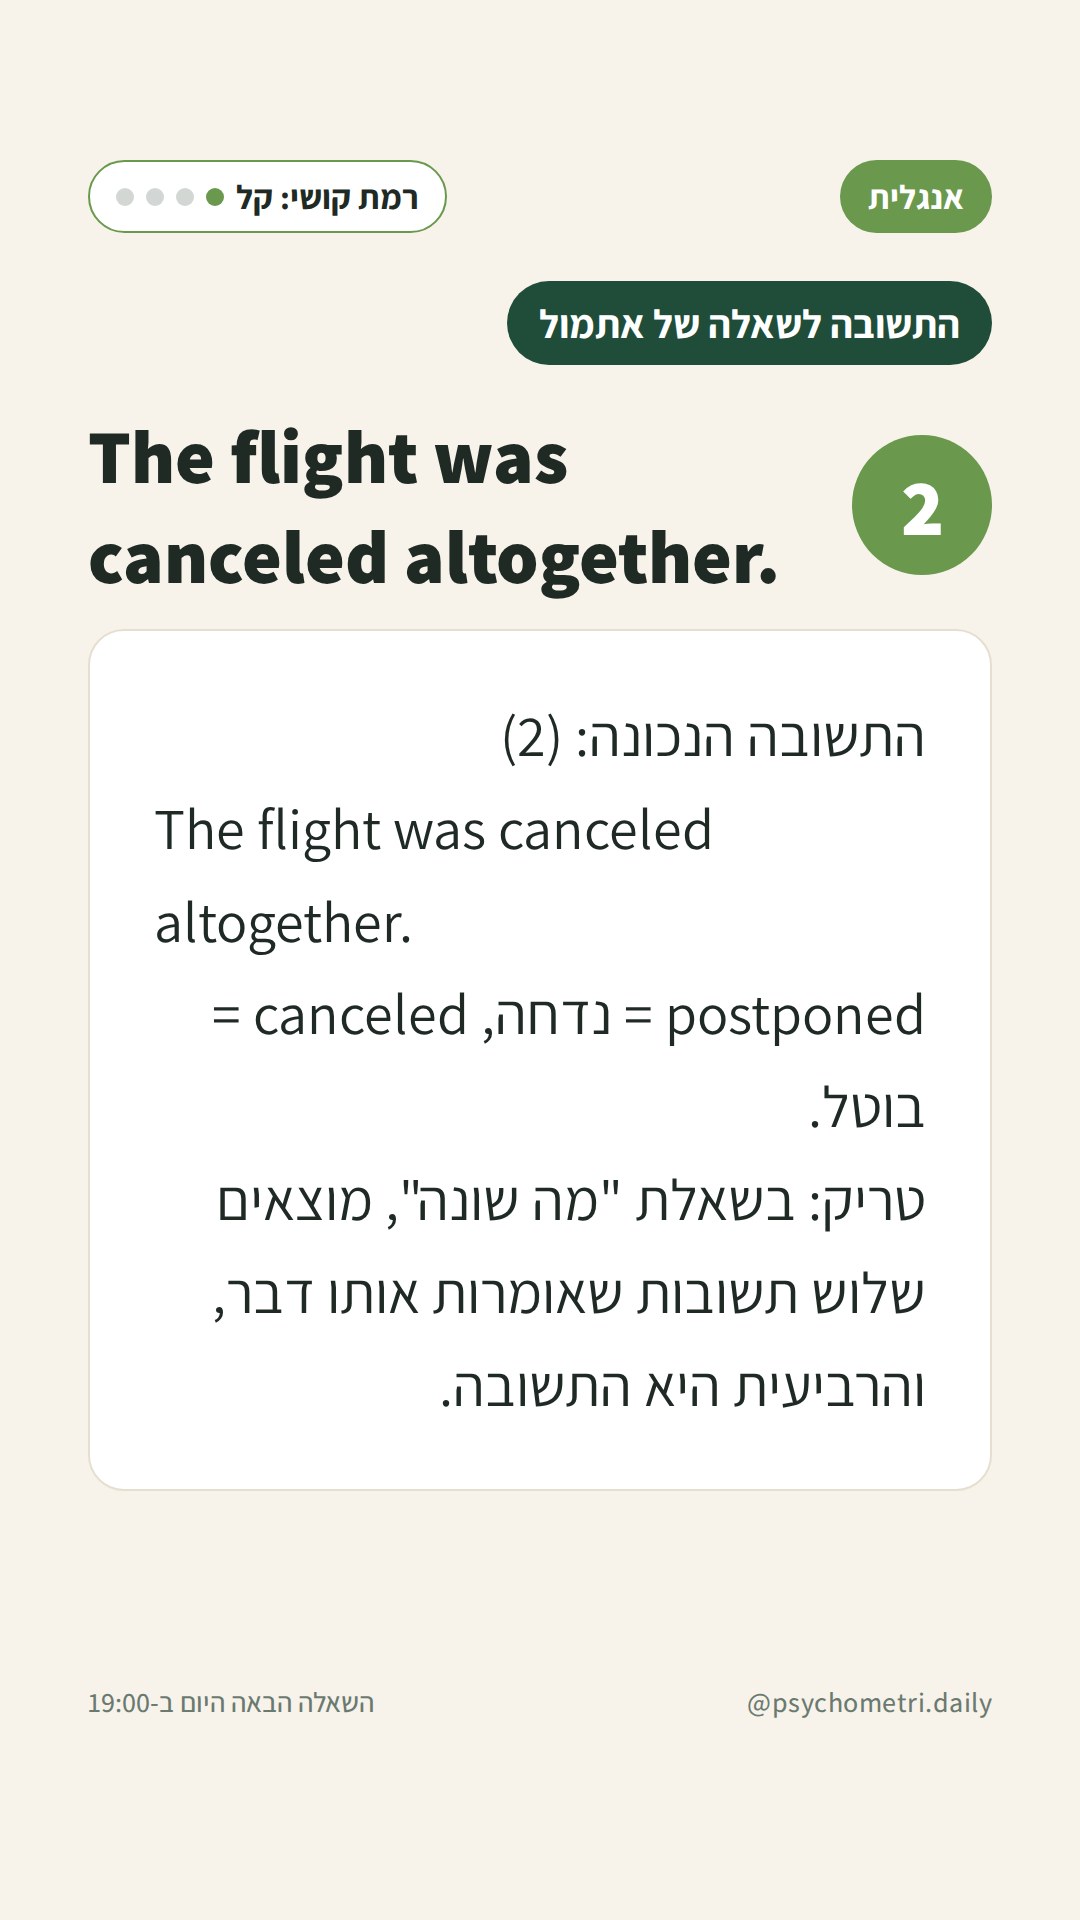 אנגלית
רמת קושי: קל
התשובה לשאלה של אתמול
2
The flight was
canceled altogether.
התשובה הנכונה: (2)
The flight was canceled
altogether.
postponed = נדחה, canceled =
בוטל.
טריק: בשאלת "מה שונה", מוצאים
שלוש תשובות שאומרות אותו דבר,
והרביעית היא התשובה.
@psychometri.daily
השאלה הבאה היום ב-19:00